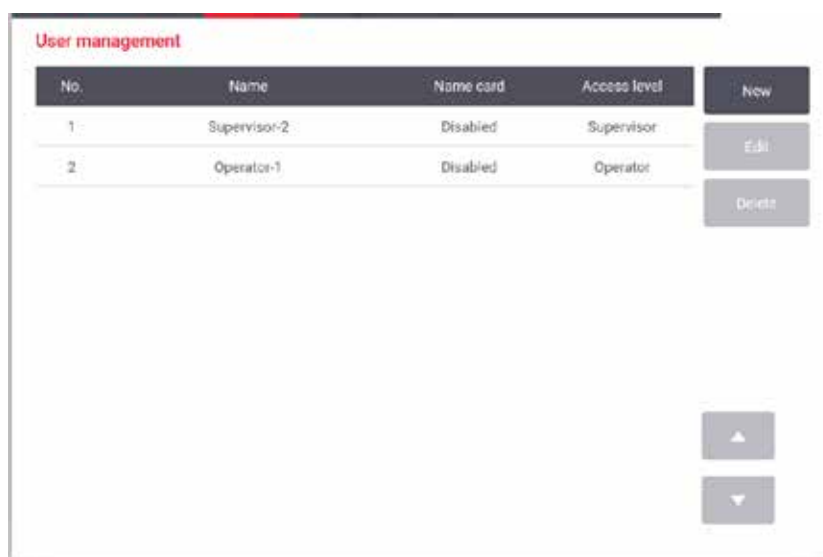 User management
No. Name Name card Access level
1 Supervisor-2 Disabled Supervisor
2 Operator-1 Disabled Operator
New
Edit
Delete